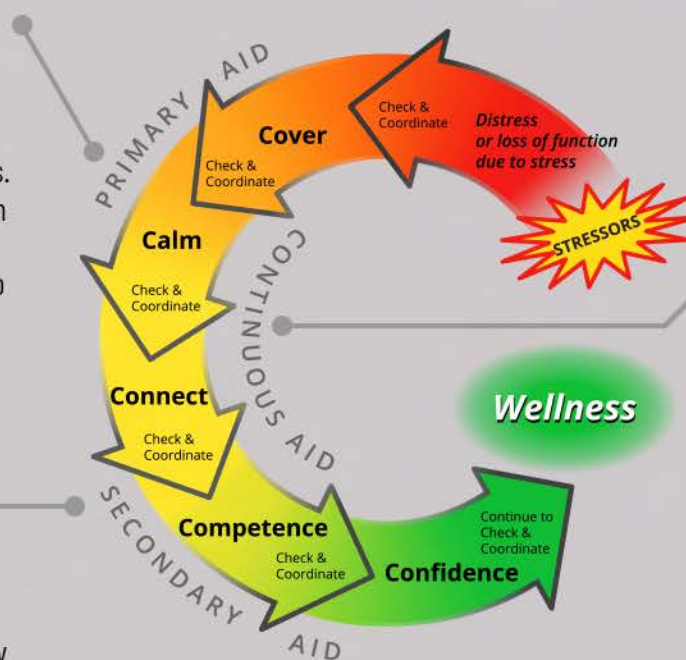 PRIMARY AID
Check &
Coordinate
Distress
or loss of function
due to stress
STRESSORS
Cover
Check &
Coordinate
Calm
Check &
Coordinate
CONTINUOUS AID
Connect
Check &
Coordinate
Wellness
SECONDARY AID
Competence
Check &
Coordinate
Continue to
Check &
Coordinate
Confidence